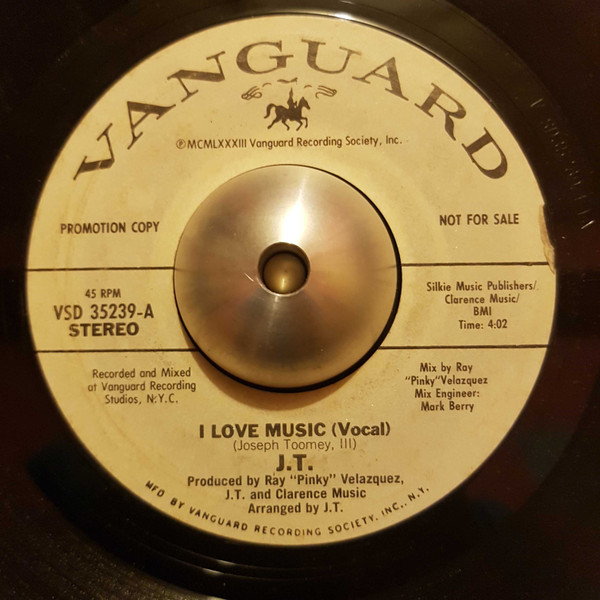 VANGUARD
℗ MCMLXXXIII Vanguard Recording Society, Inc.
PROMOTION COPY
NOT FOR SALE
45 RPM
VSD 35239-A
STEREO
Silkie Music Publishers/
Clarence Music/
BMI
Time: 4:02
Recorded and Mixed
at Vanguard Recording
Studios, N.Y.C.
Mix by Ray
"Pinky" Velazquez
Mix Engineer:
Mark Berry
I LOVE MUSIC (Vocal)
(Joseph Toomey, III)
J.T.
Produced by Ray "Pinky" Velazquez,
J.T. and Clarence Music
Arranged by J.T.
MFG BY VANGUARD RECORDING SOCIETY, INC., N.Y.